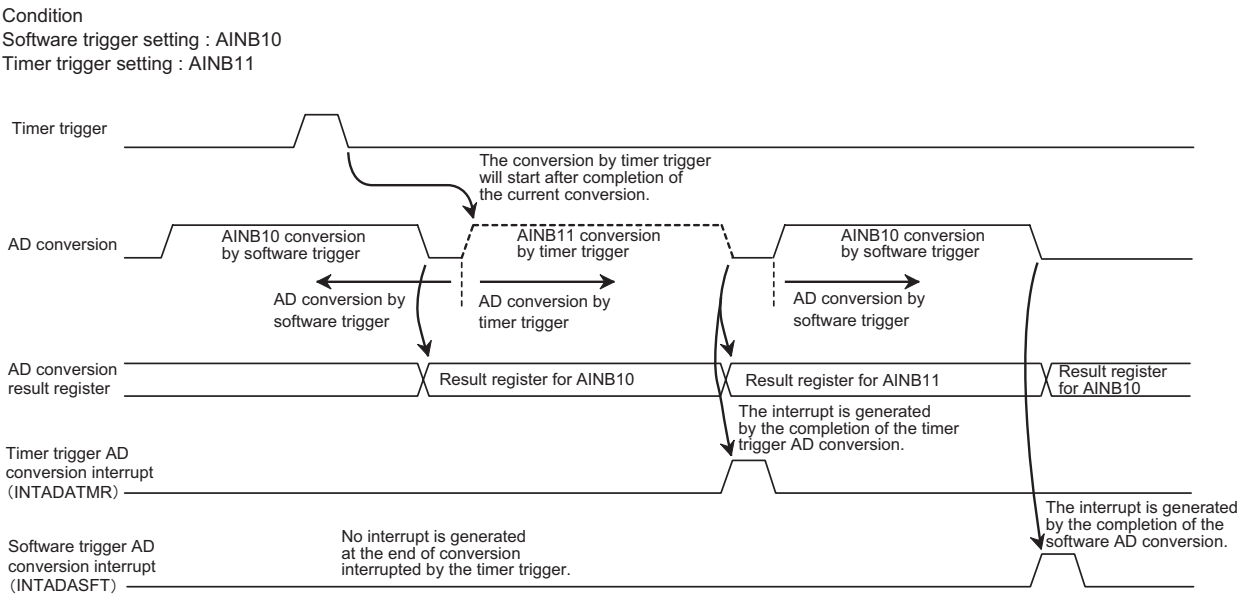 Condition
Software trigger setting : AINB10
Timer trigger setting : AINB11
Timer trigger
The conversion by timer trigger
will start after completion of
the current conversion.
AD conversion
AINB10 conversion
by software trigger
AINB11 conversion
by timer trigger
AINB10 conversion
by software trigger
AD conversion by
software trigger
AD conversion by
timer trigger
AD conversion by
software trigger
AD conversion
result register
Result register for AINB10
Result register for AINB11
Result register
for AINB10
The interrupt is generated
by the completion of the timer
trigger AD conversion.
Timer trigger AD
conversion interrupt
(INTADATMR)
The interrupt is generated
by the completion of the
software AD conversion.
Software trigger AD
conversion interrupt
(INTADASFT)
No interrupt is generated
at the end of conversion
interrupted by the timer trigger.